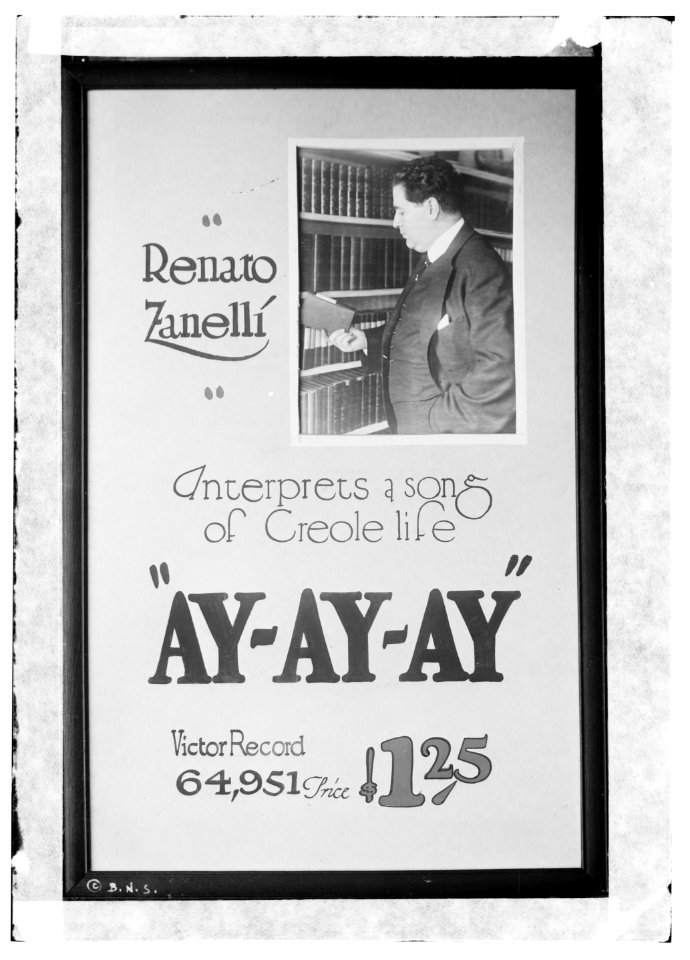 "
Renato
Zanellí
"
Interprets a song
of Creole life
"AY-AY-AY"
Victor Record
64,951 Price $1.25
© B.N.S.